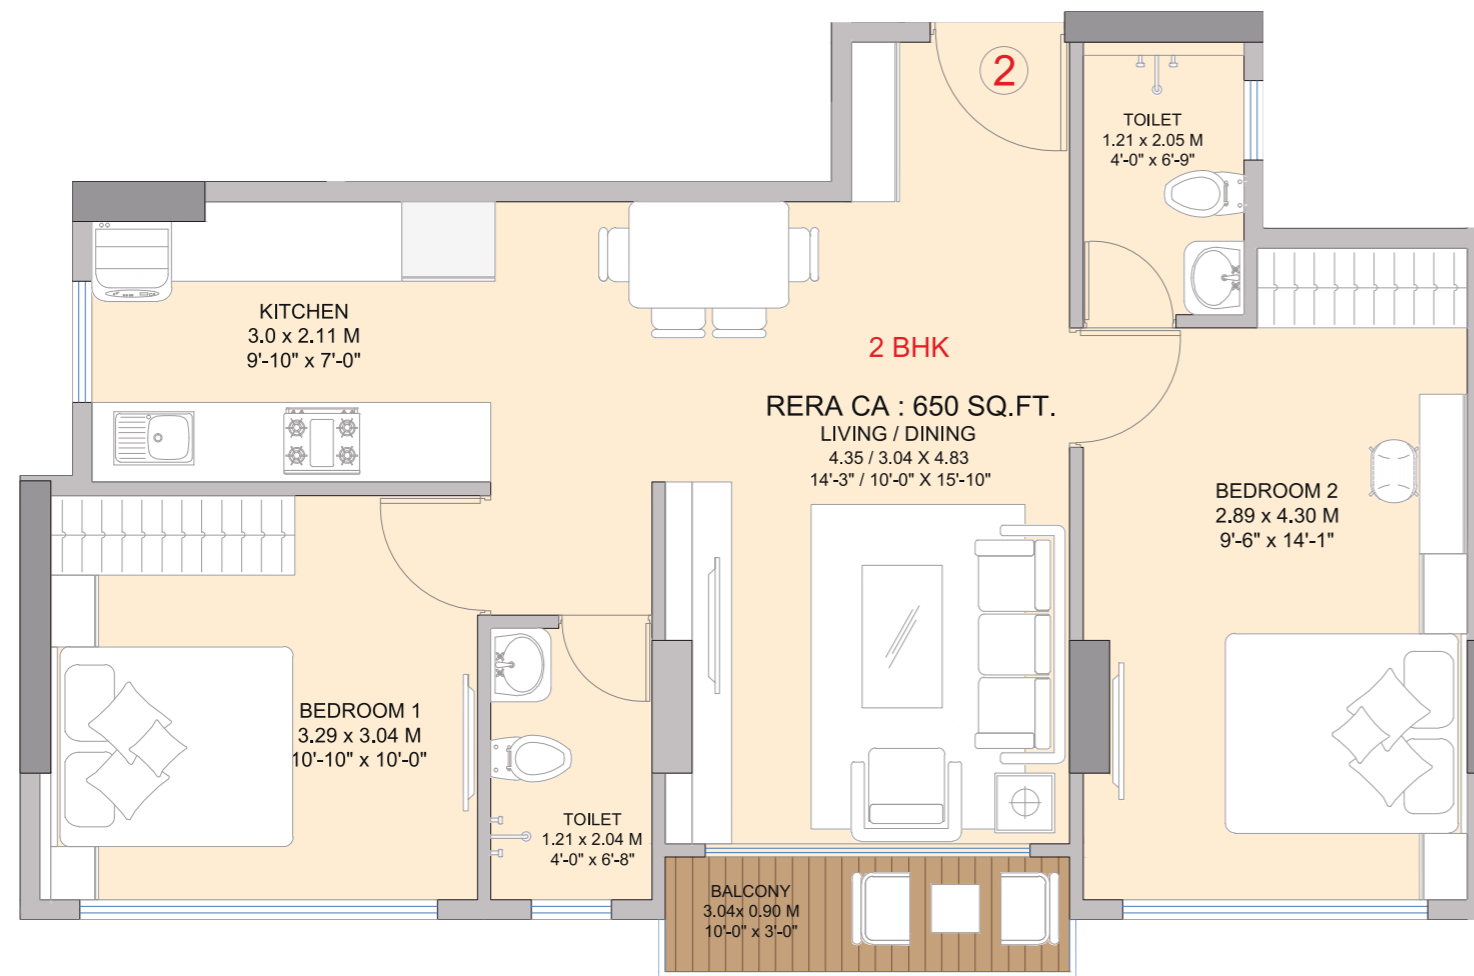 2
TOILET
1.21 x 2.05 M
4'-0" x 6'-9"
KITCHEN
3.0 x 2.11 M
9'-10" x 7'-0"
2 BHK
RERA CA : 650 SQ.FT.
LIVING / DINING
4.35 / 3.04 X 4.83
14'-3" / 10'-0" X 15'-10"
BEDROOM 2
2.89 x 4.30 M
9'-6" x 14'-1"
BEDROOM 1
3.29 x 3.04 M
10'-10" x 10'-0"
TOILET
1.21 x 2.04 M
4'-0" x 6'-8"
BALCONY
3.04x 0.90 M
10'-0" x 3'-0"